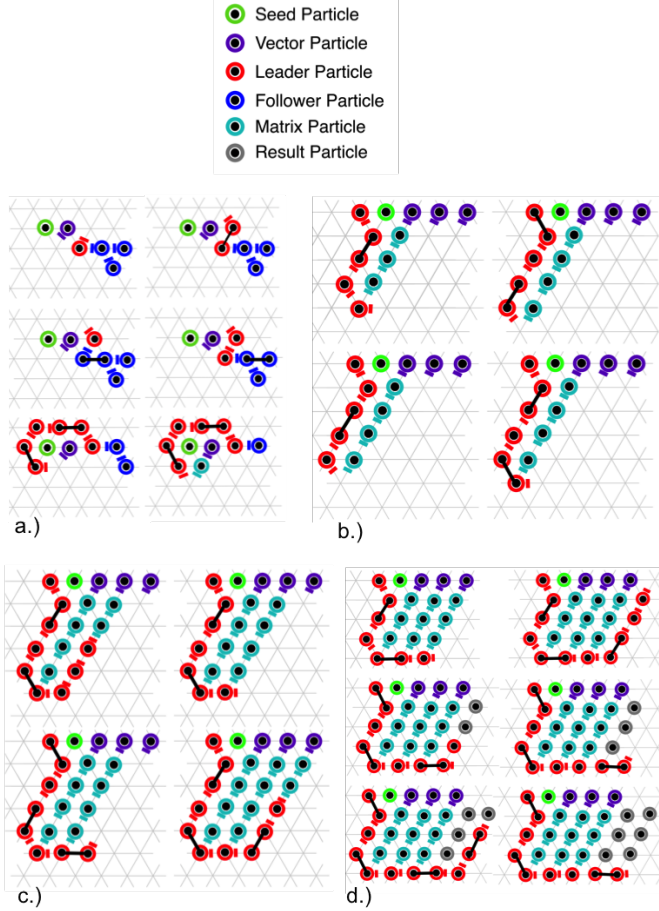 Seed Particle
Vector Particle
Leader Particle
Follower Particle
Matrix Particle
Result Particle
a.)
b.)
c.)
d.)